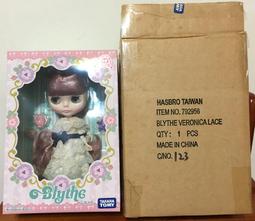 Blythe
TAKARA
TOMY
HASBRO TAIWAN
ITEM NO. 792956
BLYTHE VERONICA LACE
QTY: 1 PCS
MADE IN CHINA
C/NO. 123